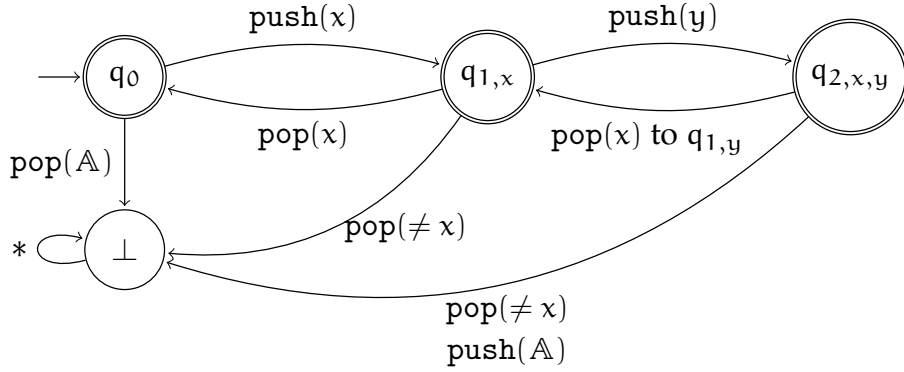 push(x)
push(y)
q₀
q₁,ₓ
q₂,ₓ,ᵧ
pop(x)
pop(x) to q₁,ᵧ
pop(𝔸)
pop(≠ x)
*
⊥
pop(≠ x)
push(𝔸)